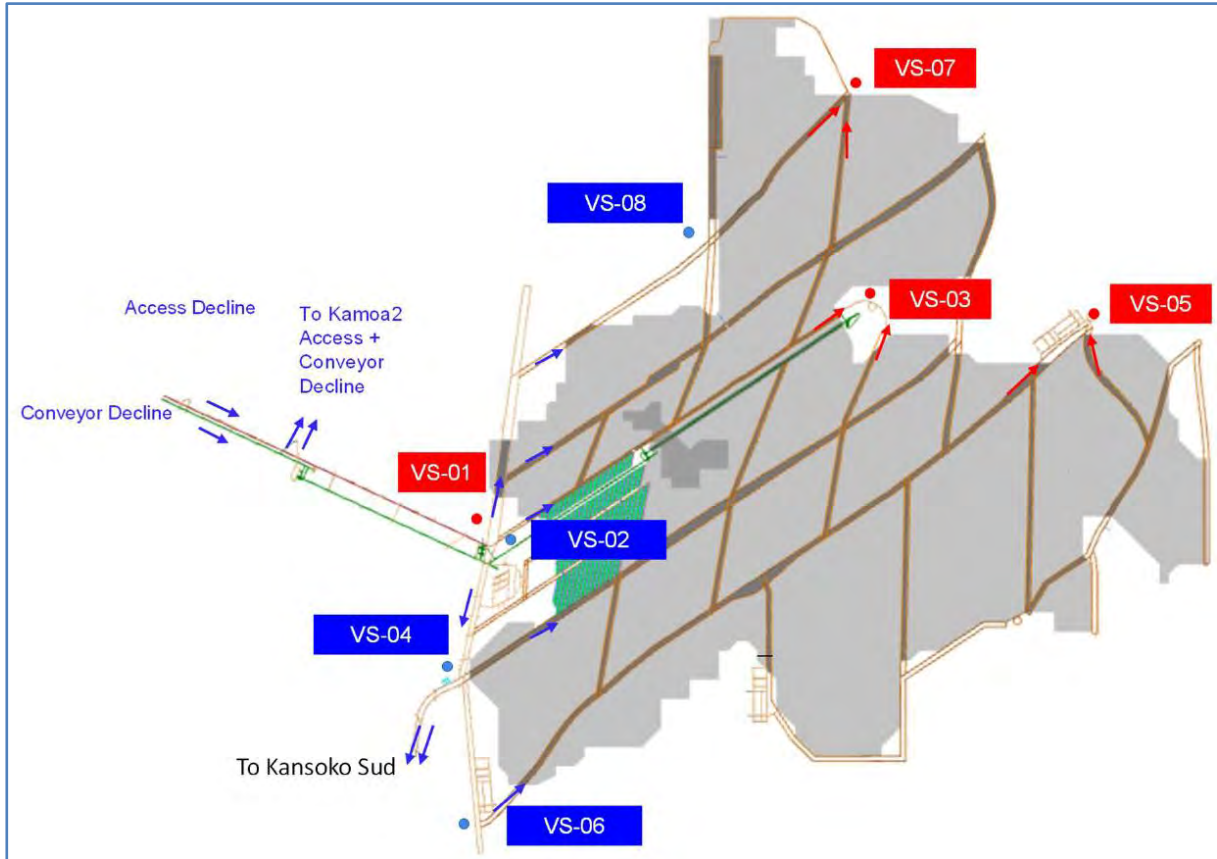 VS-07
VS-08
Access Decline
To Kamoa2
Access +
Conveyor
Decline
VS-03
VS-05
Conveyor Decline
VS-01
VS-02
VS-04
To Kansoko Sud
VS-06